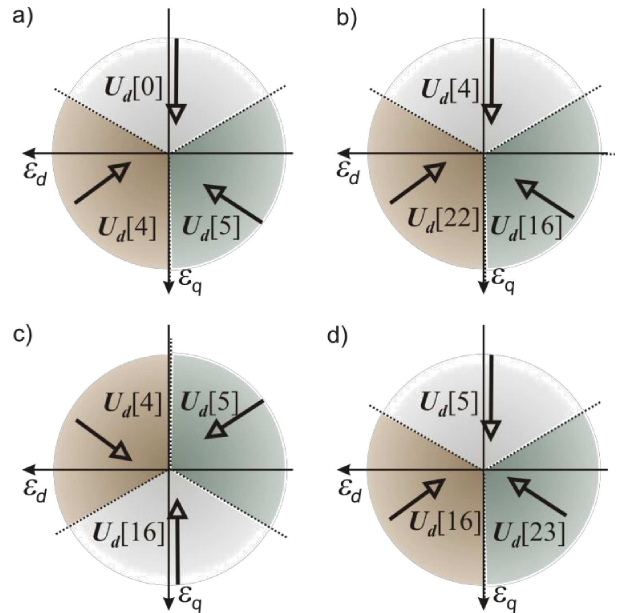 a)
U_d[0]
ε_d
U_d[4]
U_d[5]
ε_q
b)
U_d[4]
ε_d
U_d[22]
U_d[16]
ε_q
c)
U_d[4]
U_d[5]
ε_d
U_d[16]
ε_q
d)
U_d[5]
ε_d
U_d[16]
U_d[23]
ε_q